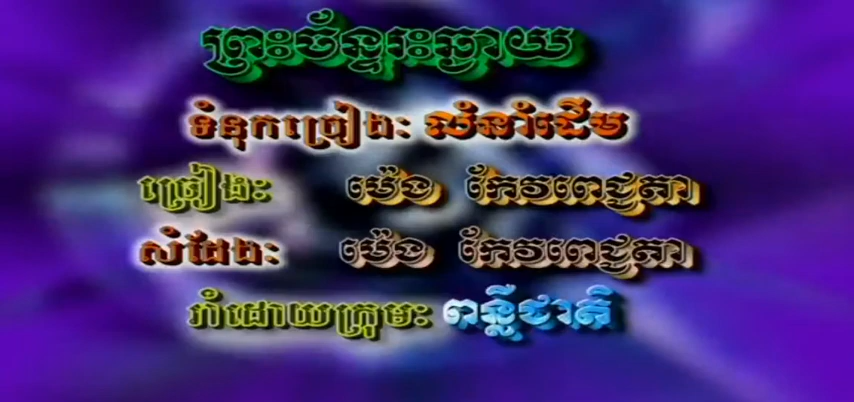 ព្រះច័ន្ទរះឆ្ងាយ
ទំនុកច្រៀង: លំនាំដើម
ច្រៀង: ម៉េង កែវពេជ្ជតា
សំដែង: ម៉េង កែវពេជ្ជតា
រាំដោយក្រុម: ពន្លឺជាតិ